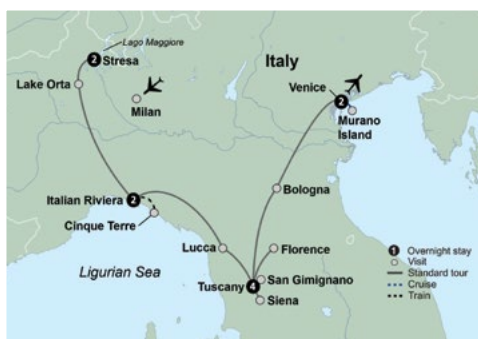 Lago Maggiore
2
Stresa
Italy
Lake Orta
Milan
Venice
2
Murano
Island
Bologna
Italian Riviera
2
Cinque Terre
Lucca
Florence
Ligurian Sea
Tuscany
4
San Gimignano
Siena
1 Overnight stay
Visit
Standard tour
Cruise
Train